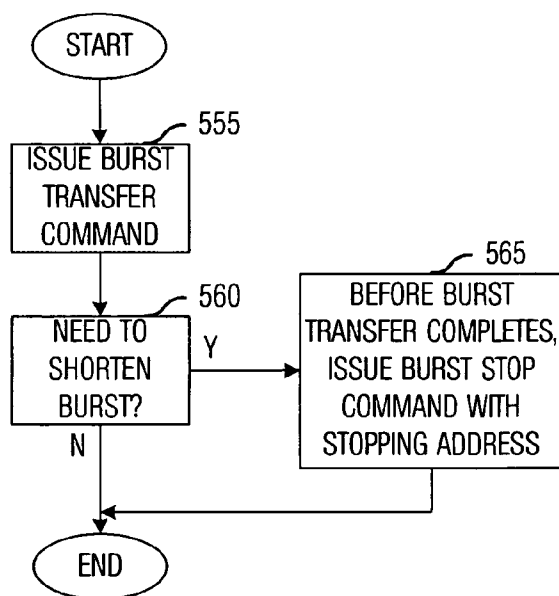 START
555
ISSUE BURST
TRANSFER
COMMAND
560
NEED TO
SHORTEN
BURST?
Y
N
565
BEFORE BURST
TRANSFER COMPLETES,
ISSUE BURST STOP
COMMAND WITH
STOPPING ADDRESS
END